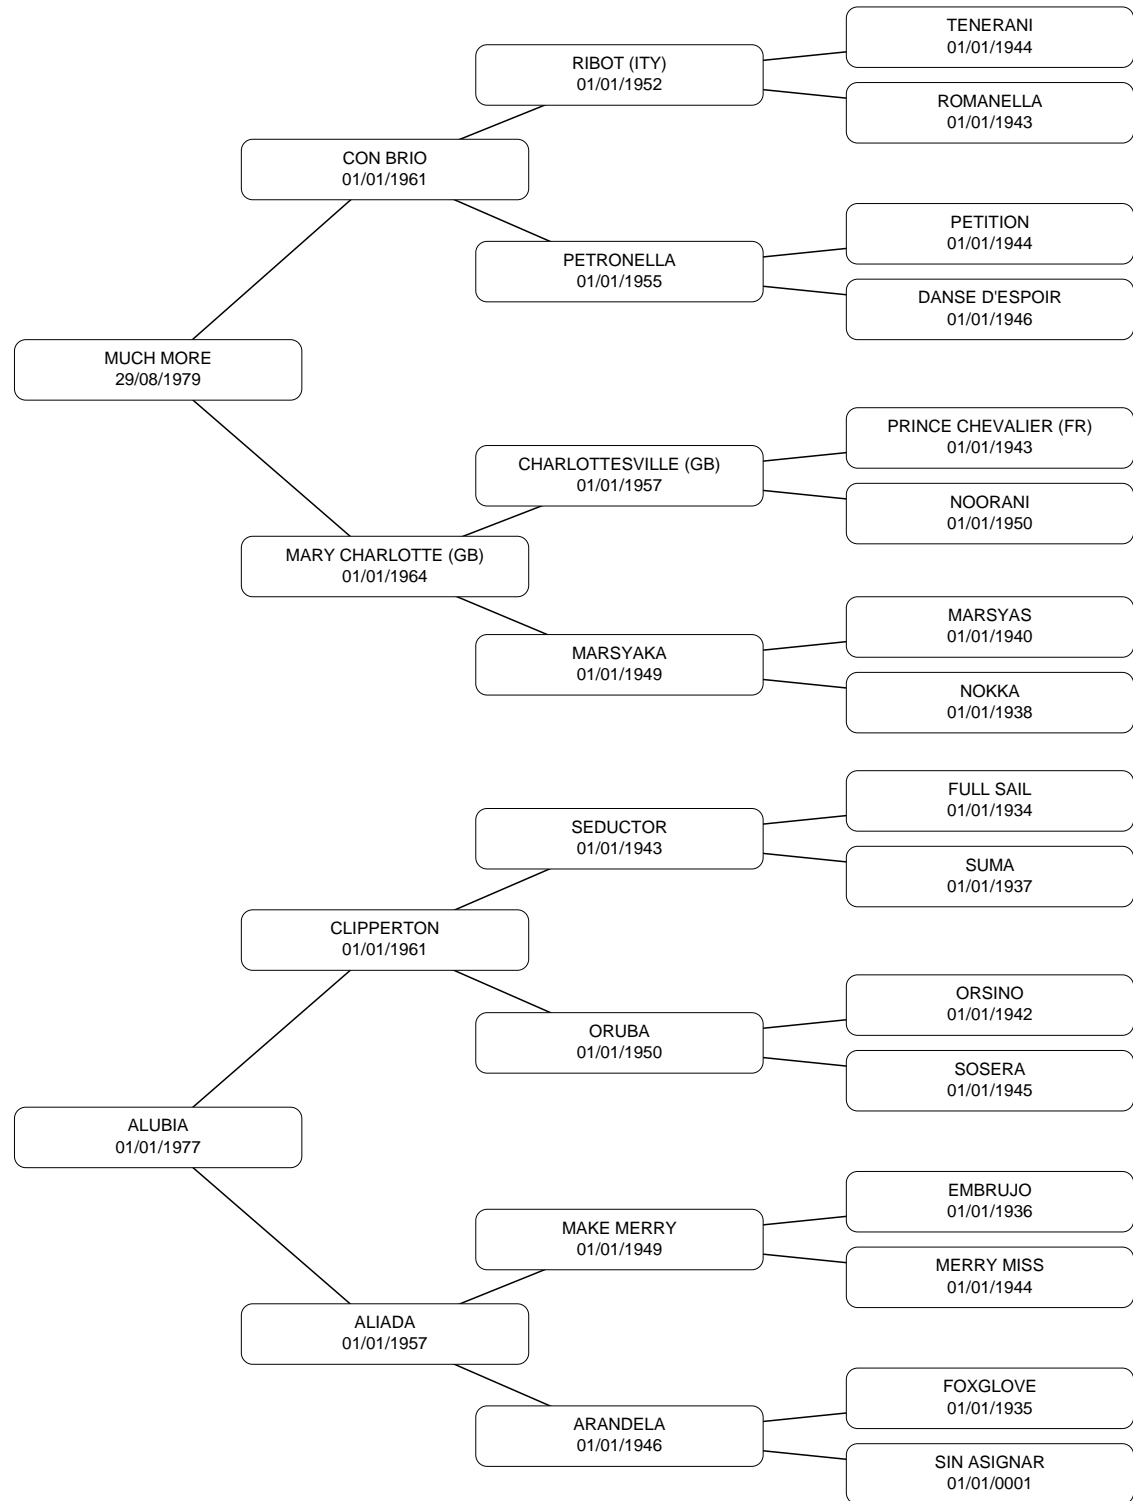 TENERANI
01/01/1944
RIBOT (ITY)
01/01/1952
ROMANELLA
01/01/1943
CON BRIO
01/01/1961
PETITION
01/01/1944
PETRONELLA
01/01/1955
DANSE D'ESPOIR
01/01/1946
MUCH MORE
29/08/1979
PRINCE CHEVALIER (FR)
01/01/1943
CHARLOTTESVILLE (GB)
01/01/1957
NOORANI
01/01/1950
MARY CHARLOTTE (GB)
01/01/1964
MARSYAS
01/01/1940
MARSYAKA
01/01/1949
NOKKA
01/01/1938
FULL SAIL
01/01/1934
SEDUCTOR
01/01/1943
SUMA
01/01/1937
CLIPPERTON
01/01/1961
ORSINO
01/01/1942
ORUBA
01/01/1950
SOSERA
01/01/1945
ALUBIA
01/01/1977
EMBRUJO
01/01/1936
MAKE MERRY
01/01/1949
MERRY MISS
01/01/1944
ALIADA
01/01/1957
FOXGLOVE
01/01/1935
ARANDELA
01/01/1946
SIN ASIGNAR
01/01/0001